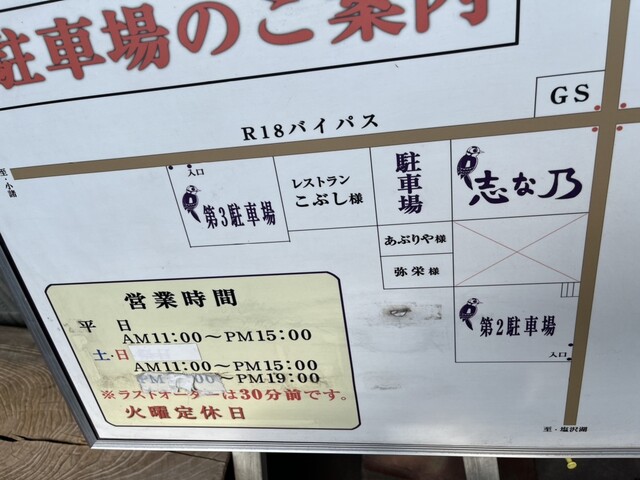 駐車場のご案内
GS
R18バイパス
至・小諸
入口
第3駐車場
レストラン
こぶし様
駐車場
志な乃
あぶりや様
弥栄様
第2駐車場
入口
至・塩沢湖
営業時間
平日
AM11:00～PM15:00
土・日
AM11:00～PM15:00
00～PM19:00
※ラストオーダーは30分前です。
火曜定休日